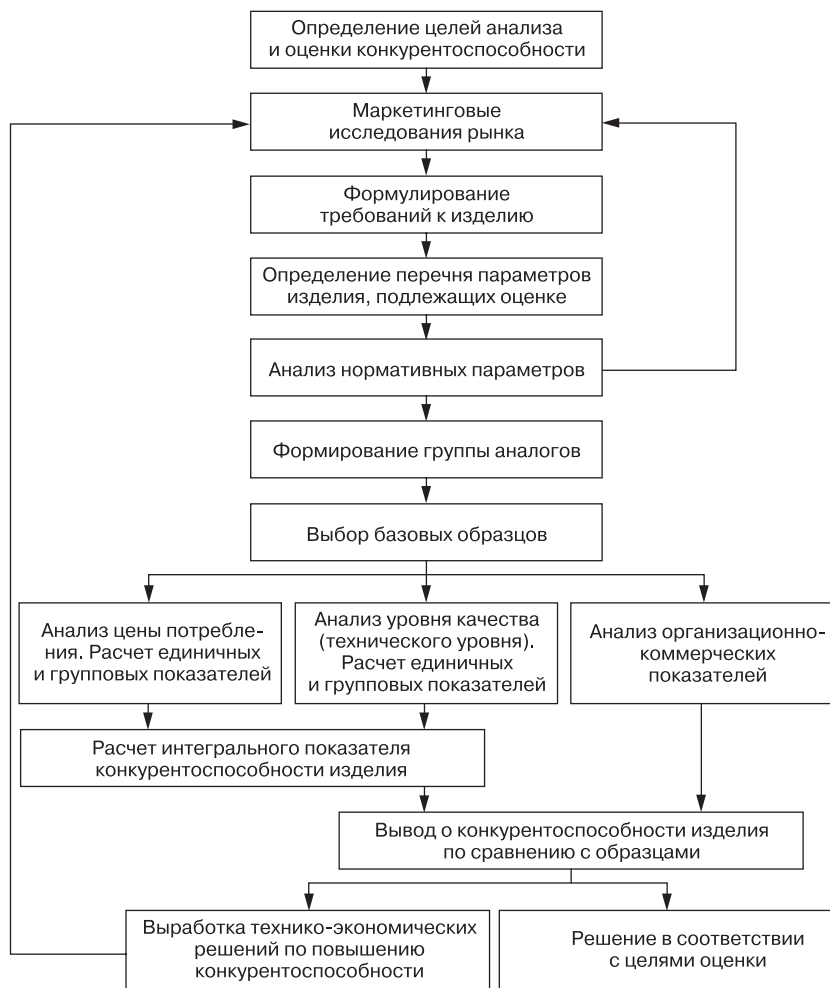 Определение целей анализа
и оценки конкурентоспособности
Маркетинговые
исследования рынка
Формулирование
требований к изделию
Определение перечня параметров
изделия, подлежащих оценке
Анализ нормативных параметров
Формирование группы аналогов
Выбор базовых образцов
Анализ цены потребле-
ния. Расчет единичных
и групповых показателей
Анализ уровня качества
(технического уровня).
Расчет единичных
и групповых показателей
Анализ организационно-
коммерческих
показателей
Расчет интегрального показателя
конкурентоспособности изделия
Вывод о конкурентоспособности изделия
по сравнению с образцами
Выработка технико-экономических
решений по повышению
конкурентоспособности
Решение в соответствии
с целями оценки